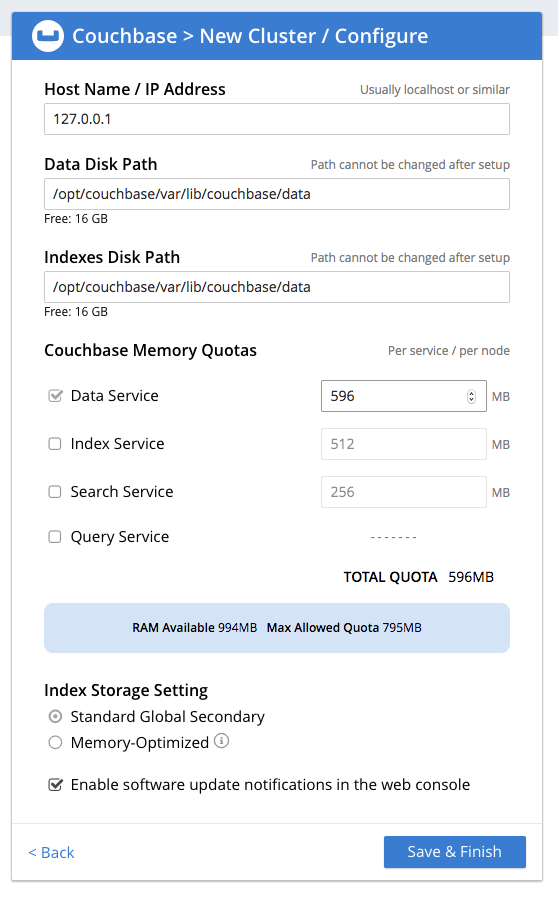 Couchbase > New Cluster / Configure
Host Name / IP Address Usually localhost or similar
127.0.0.1
Data Disk Path Path cannot be changed after setup
/opt/couchbase/var/lib/couchbase/data
Free: 16 GB
Indexes Disk Path Path cannot be changed after setup
/opt/couchbase/var/lib/couchbase/data
Free: 16 GB
Couchbase Memory Quotas Per service / per node
Data Service 596 MB
Index Service 512 MB
Search Service 256 MB
Query Service -------
TOTAL QUOTA 596MB
RAM Available 994MB Max Allowed Quota 795MB
Index Storage Setting
Standard Global Secondary
Memory-Optimized i
Enable software update notifications in the web console
< Back Save & Finish